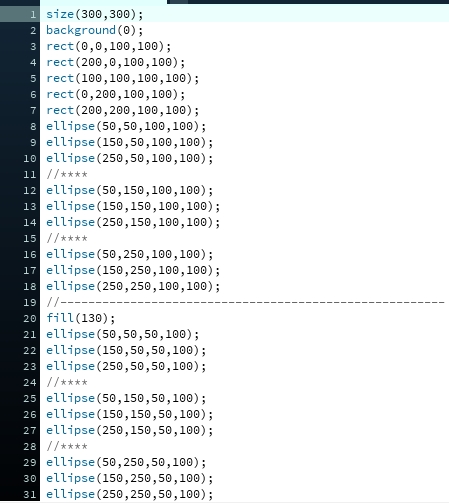 1 size(300,300);
2 background(0);
3 rect(0,0,100,100);
4 rect(200,0,100,100);
5 rect(100,100,100,100);
6 rect(0,200,100,100);
7 rect(200,200,100,100);
8 ellipse(50,50,100,100);
9 ellipse(150,50,100,100);
10 ellipse(250,50,100,100);
11 //****
12 ellipse(50,150,100,100);
13 ellipse(150,150,100,100);
14 ellipse(250,150,100,100);
15 //****
16 ellipse(50,250,100,100);
17 ellipse(150,250,100,100);
18 ellipse(250,250,100,100);
19 //-----------------------------------------------------
20 fill(130);
21 ellipse(50,50,50,100);
22 ellipse(150,50,50,100);
23 ellipse(250,50,50,100);
24 //****
25 ellipse(50,150,50,100);
26 ellipse(150,150,50,100);
27 ellipse(250,150,50,100);
28 //****
29 ellipse(50,250,50,100);
30 ellipse(150,250,50,100);
31 ellipse(250,250,50,100);